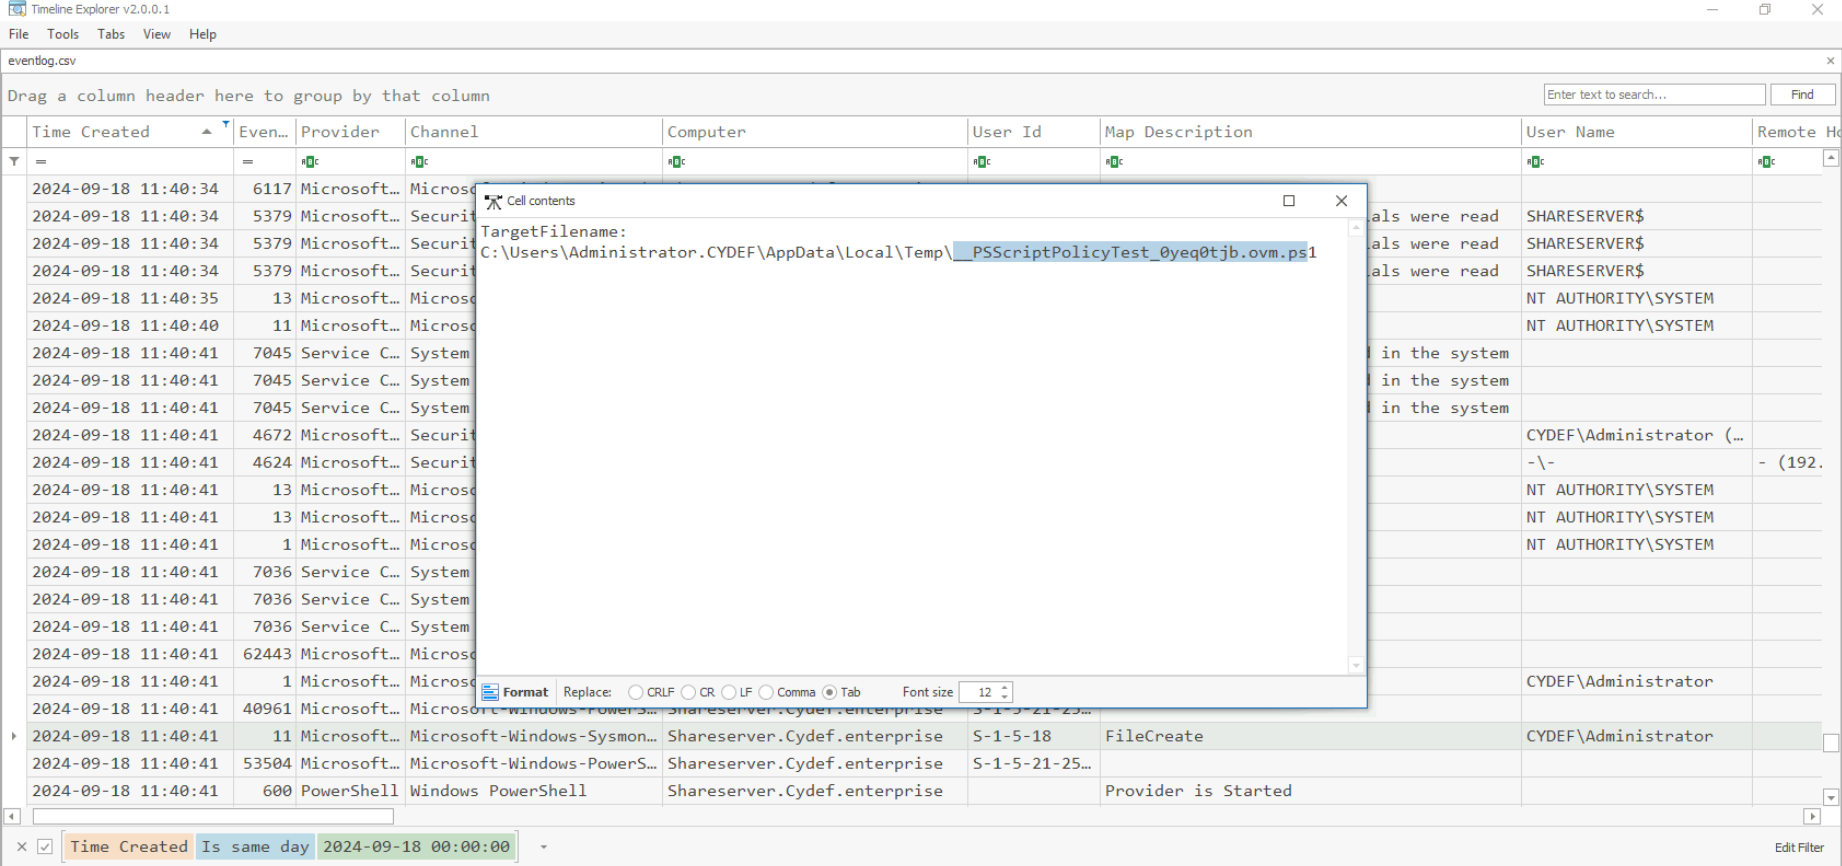 Timeline Explorer v2.0.0.1
File Tools Tabs View Help
eventlog.csv
Drag a column header here to group by that column
Enter text to search... Find
Time Created Even... Provider Channel Computer User Id Map Description User Name Remote Ho
= = ABC ABC ABC ABC ABC ABC ABC
2024-09-18 11:40:34 6117 Microsoft… Micros
2024-09-18 11:40:34 5379 Microsoft… Securit als were read SHARESERVER$
2024-09-18 11:40:34 5379 Microsoft… Securit als were read SHARESERVER$
2024-09-18 11:40:34 5379 Microsoft… Securit als were read SHARESERVER$
2024-09-18 11:40:35 13 Microsoft… Micros NT AUTHORITY\SYSTEM
2024-09-18 11:40:40 11 Microsoft… Micros NT AUTHORITY\SYSTEM
2024-09-18 11:40:41 7045 Service C… System in the system
2024-09-18 11:40:41 7045 Service C… System in the system
2024-09-18 11:40:41 7045 Service C… System in the system
2024-09-18 11:40:41 4672 Microsoft… Securit CYDEF\Administrator (…
2024-09-18 11:40:41 4624 Microsoft… Securit -\- - (192.
2024-09-18 11:40:41 13 Microsoft… Micros NT AUTHORITY\SYSTEM
2024-09-18 11:40:41 13 Microsoft… Micros NT AUTHORITY\SYSTEM
2024-09-18 11:40:41 1 Microsoft… Micros NT AUTHORITY\SYSTEM
2024-09-18 11:40:41 7036 Service C… System
2024-09-18 11:40:41 7036 Service C… System
2024-09-18 11:40:41 7036 Service C… System
2024-09-18 11:40:41 62443 Microsoft… Micros
2024-09-18 11:40:41 1 Microsoft… Micros CYDEF\Administrator
2024-09-18 11:40:41 40961 Microsoft… Microsoft-Windows-PowerS… Shareserver.Cydef.enterprise S-1-5-21-25…
2024-09-18 11:40:41 11 Microsoft… Microsoft-Windows-Sysmon… Shareserver.Cydef.enterprise S-1-5-18 FileCreate CYDEF\Administrator
2024-09-18 11:40:41 53504 Microsoft… Microsoft-Windows-PowerS… Shareserver.Cydef.enterprise S-1-5-21-25…
2024-09-18 11:40:41 600 PowerShell Windows PowerShell Shareserver.Cydef.enterprise Provider is Started
Cell contents
TargetFilename:
C:\Users\Administrator.CYDEF\AppData\Local\Temp\__PSScriptPolicyTest_0yeq0tjb.ovm.ps1
Format Replace: CRLF CR LF Comma Tab Font size 12
Time Created Is same day 2024-09-18 00:00:00 Edit Filter